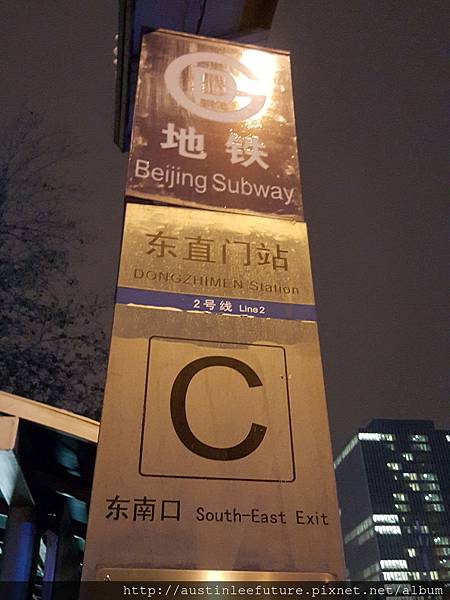 地铁
Beijing Subway
东直门站
DONGZHIMEN Station
2号线 Line2
C
东南口 South-East Exit
http://austinleefuture.pixnet.net/album